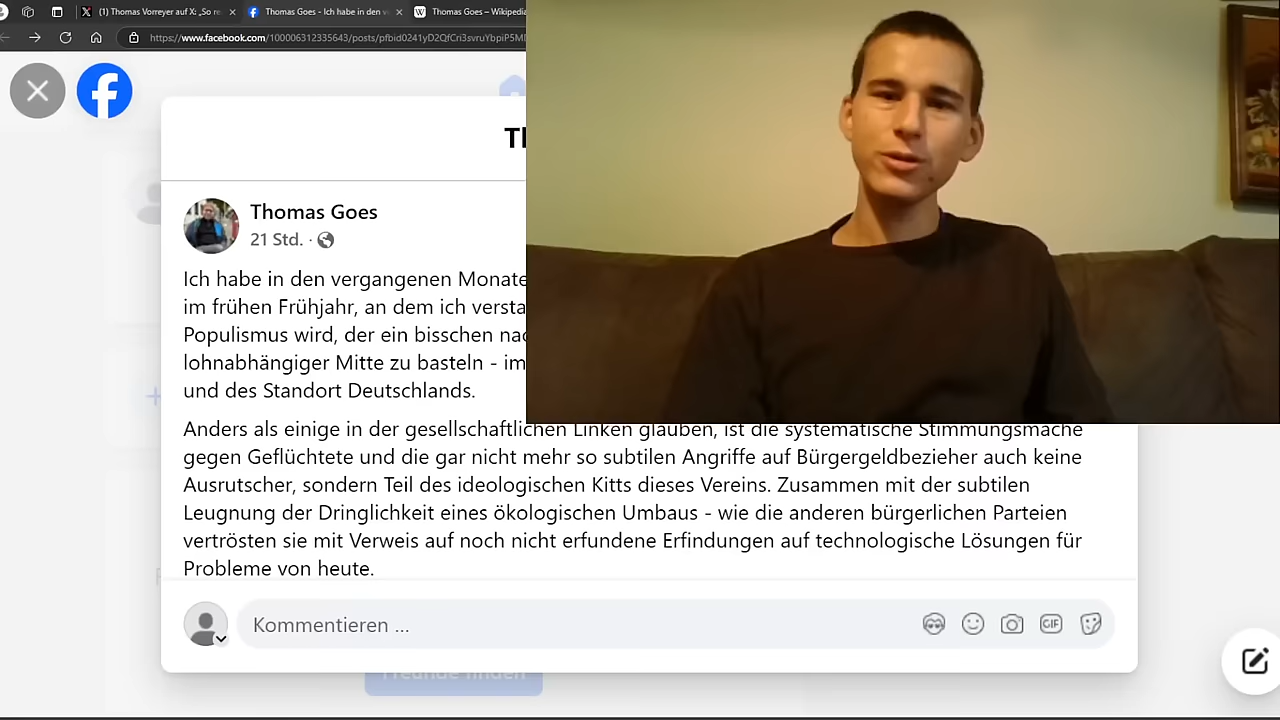 (1) Thomas Vorreyer auf X: „So re
Thomas Goes - Ich habe in den v
Thomas Goes – Wikipedia
https://www.facebook.com/100006312335643/posts/pfbid0241yD2QfCri3svruYbpiP5M
Thomas Goes
21 Std. ·
Ich habe in den vergangenen Monate
im frühen Frühjahr, an dem ich versta
Populismus wird, der ein bisschen nac
lohnabhängiger Mitte zu basteln - im
und des Standort Deutschlands.
Anders als einige in der gesellschaftlichen Linken glauben, ist die systematische Stimmungsmache
gegen Geflüchtete und die gar nicht mehr so subtilen Angriffe auf Bürgergeldbezieher auch keine
Ausrutscher, sondern Teil des ideologischen Kitts dieses Vereins. Zusammen mit der subtilen
Leugnung der Dringlichkeit eines ökologischen Umbaus - wie die anderen bürgerlichen Parteien
vertrösten sie mit Verweis auf noch nicht erfundene Erfindungen auf technologische Lösungen für
Probleme von heute.
Kommentieren ...
GIF
Freunde finden